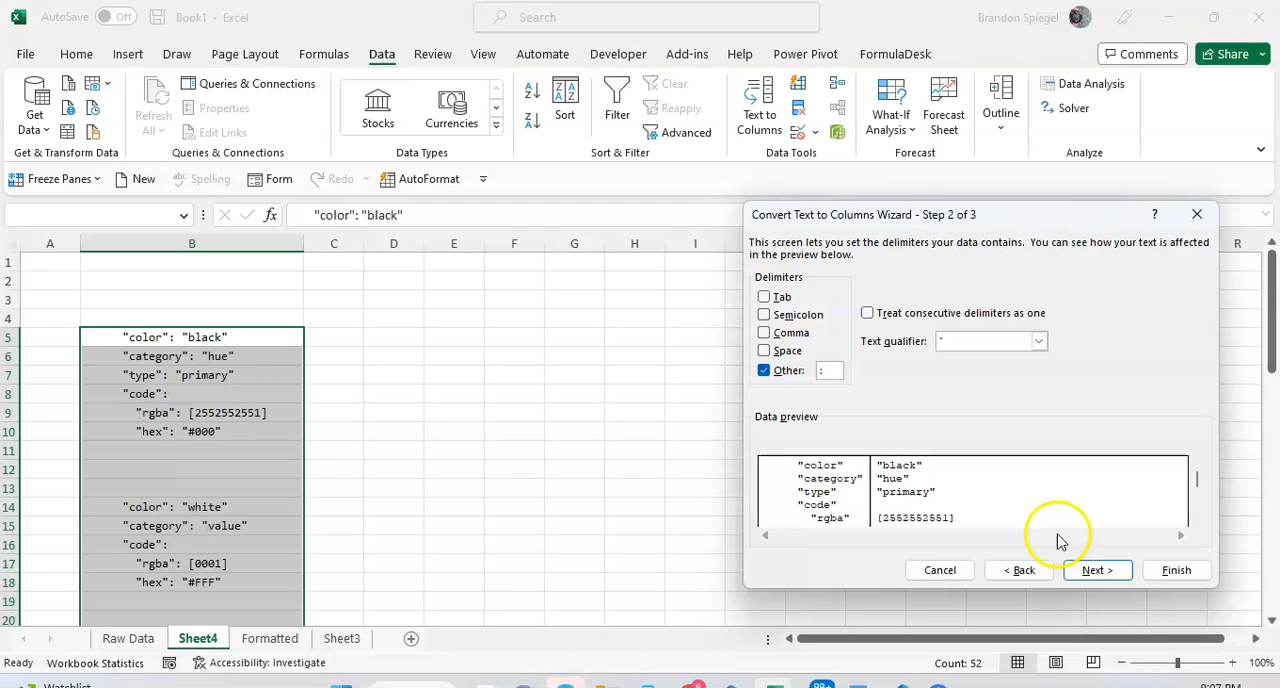 AutoSave Off Book1 - Excel Search Brandon Spiegel
File Home Insert Draw Page Layout Formulas Data Review View Automate Developer Add-ins Help Power Pivot FormulaDesk Comments Share
Get Data
Refresh All
Queries & Connections
Properties
Edit Links
Stocks
Currencies
Sort
Filter
Clear
Reapply
Advanced
Text to Columns
What-If Analysis
Forecast Sheet
Outline
Data Analysis
Solver
Get & Transform Data Queries & Connections Data Types Sort & Filter Data Tools Forecast Analyze
Freeze Panes New Spelling Form Redo AutoFormat
fx "color": "black"
A B C D E F G H I R
1
2
3
4
5 "color": "black"
6 "category": "hue"
7 "type": "primary"
8 "code":
9 "rgba": [2552552551]
10 "hex": "#000"
11
12
13
14 "color": "white"
15 "category": "value"
16 "code":
17 "rgba": [0001]
18 "hex": "#FFF"
19
20
Convert Text to Columns Wizard - Step 2 of 3 ?
This screen lets you set the delimiters your data contains. You can see how your text is affected
in the preview below.
Delimiters
Tab
Semicolon
Comma
Space
Other: :
Treat consecutive delimiters as one
Text qualifier: "
Data preview
"color" "black"
"category" "hue"
"type" "primary"
"code"
"rgba" [2552552551]
Cancel < Back Next > Finish
Raw Data Sheet4 Formatted Sheet3
Ready Workbook Statistics Accessibility: Investigate Count: 52 100%
Watchlist 99+ 9:07 PM